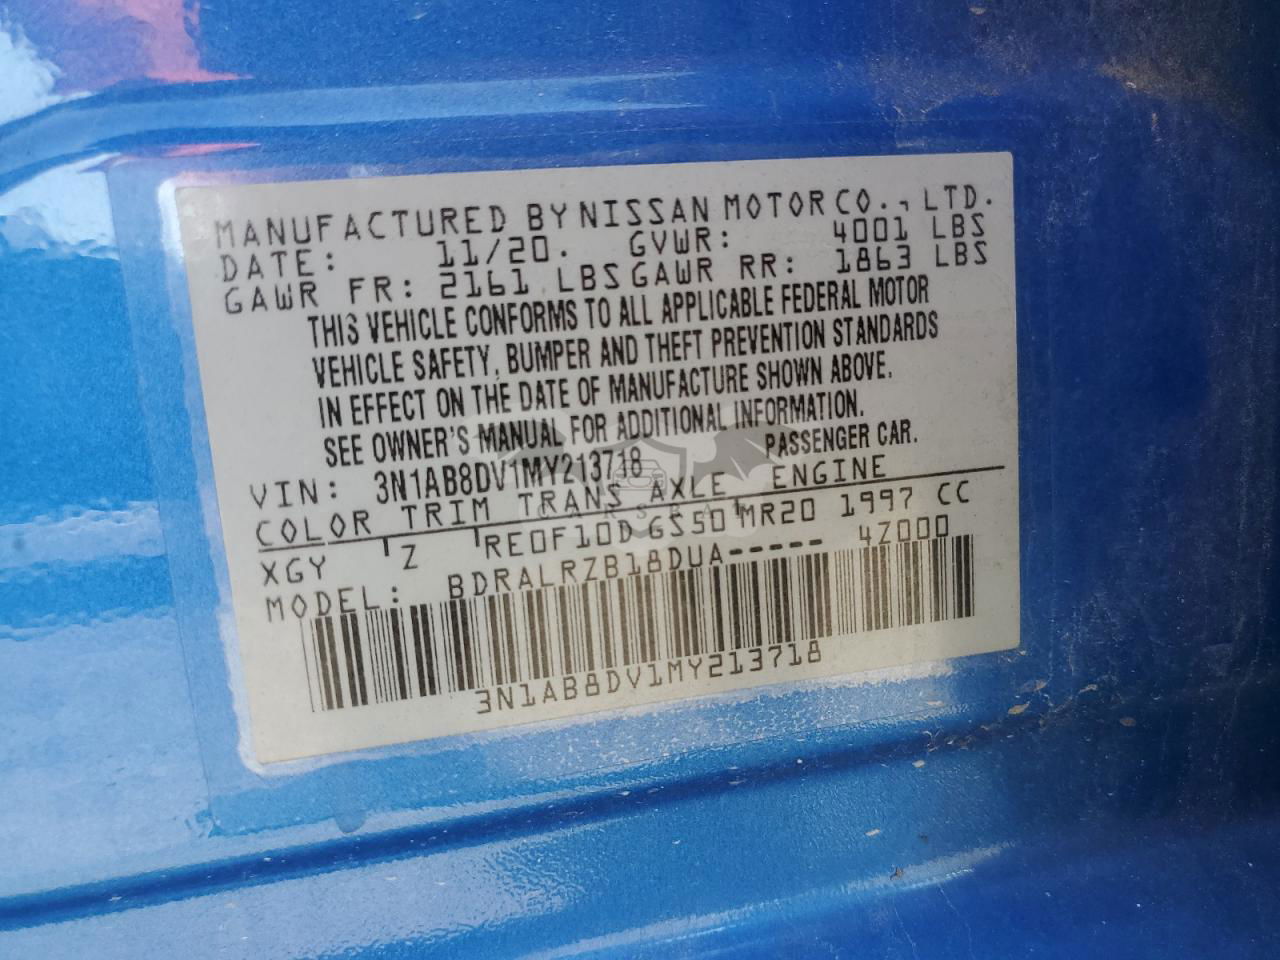 MANUFACTURED BY NISSAN MOTOR CO., LTD.
DATE: 11/20. GVWR: 4001 LBS
GAWR FR: 2161 LBS GAWR RR: 1863 LBS
THIS VEHICLE CONFORMS TO ALL APPLICABLE FEDERAL MOTOR
VEHICLE SAFETY, BUMPER AND THEFT PREVENTION STANDARDS
IN EFFECT ON THE DATE OF MANUFACTURE SHOWN ABOVE.
SEE OWNER'S MANUAL FOR ADDITIONAL INFORMATION.
VIN: 3N1AB8DV1MY213718 PASSENGER CAR.
COLOR TRIM TRANS AXLE ENGINE
XGY Z RE0F10D GS50 MR20 1997 CC
MODEL: BDRALRZB18DUA----- 4Z000
3N1AB8DV1MY213718